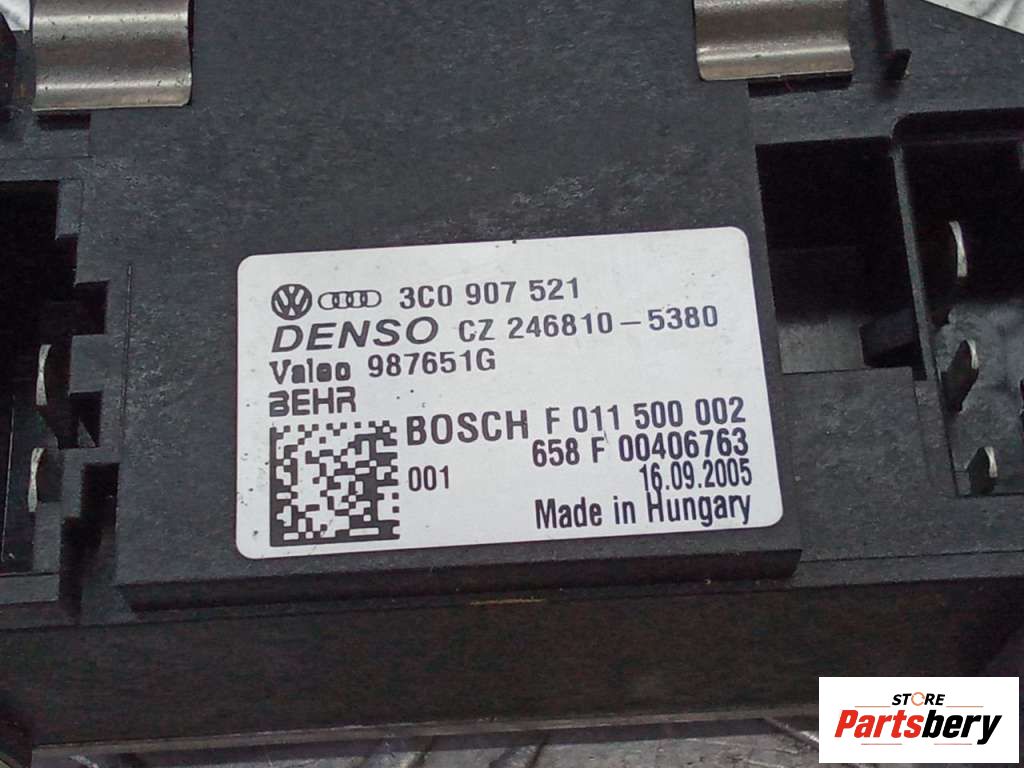 3C0 907 521
DENSO CZ 246810-5380
Valeo 987651G
BEHR
BOSCH F 011 500 002
658 F 00406763
001 16.09.2005
Made in Hungary
STORE
Partsbery